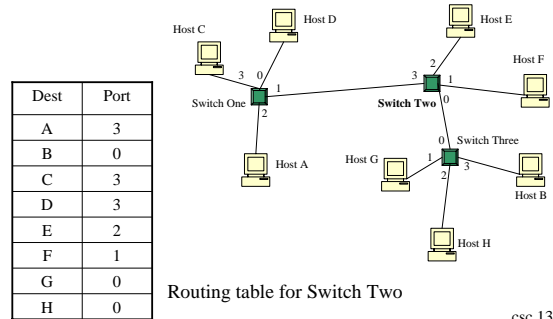 Host D
Host E
Host C
3 0
2
Host F
1
3
1
Dest Port
Switch One
Switch Two
0
2
A 3
0 Switch Three
B 0
Host A
Host G
1
3
C 3
2
D 3
Host B
E 2
F 1
Host H
G 0
Routing table for Switch Two
H 0
csc 13